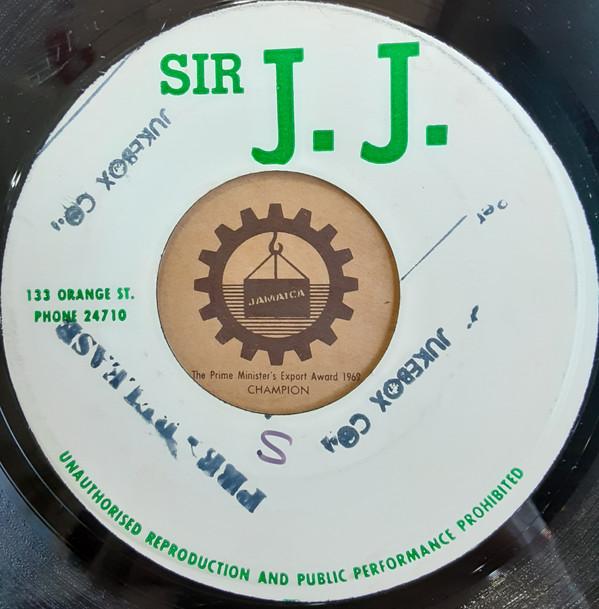 SIR J. J.
JUKEBOX CO.,
Per
133 ORANGE ST.
PHONE 24710
JAMAICA
The Prime Minister's Export Award 1969
CHAMPION
JUKEBOX CO.,
S
UNAUTHORISED REPRODUCTION AND PUBLIC PERFORMANCE PROHIBITED